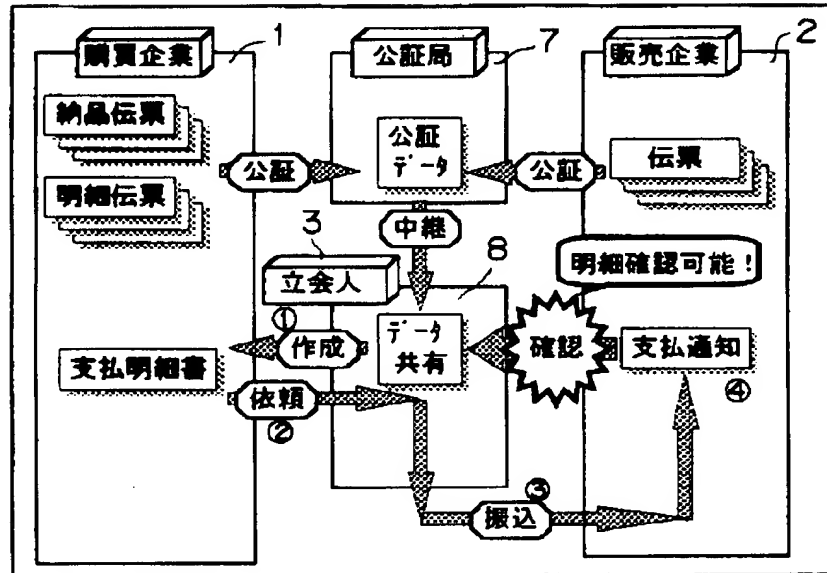 購買企業
1
公証局
7
販売企業
2
納品伝票
明細伝票
公証
公証
データ
公証
伝票
中継
3
立会人
8
明細確認可能!
①
作成
データ
共有
確認
支払通知
④
支払明細書
依頼
②
③
振込